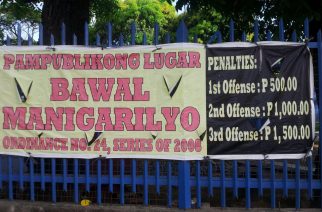 PAMPUBLIKONG LUGAR
BAWAL
MANIGARILYO
ORDINANCE NO. 14, SERIES OF 2006
PENALTIES:
1st Offense : P 500.00
2nd Offense : P 1,000.00
3rd Offense : P 1,500.00